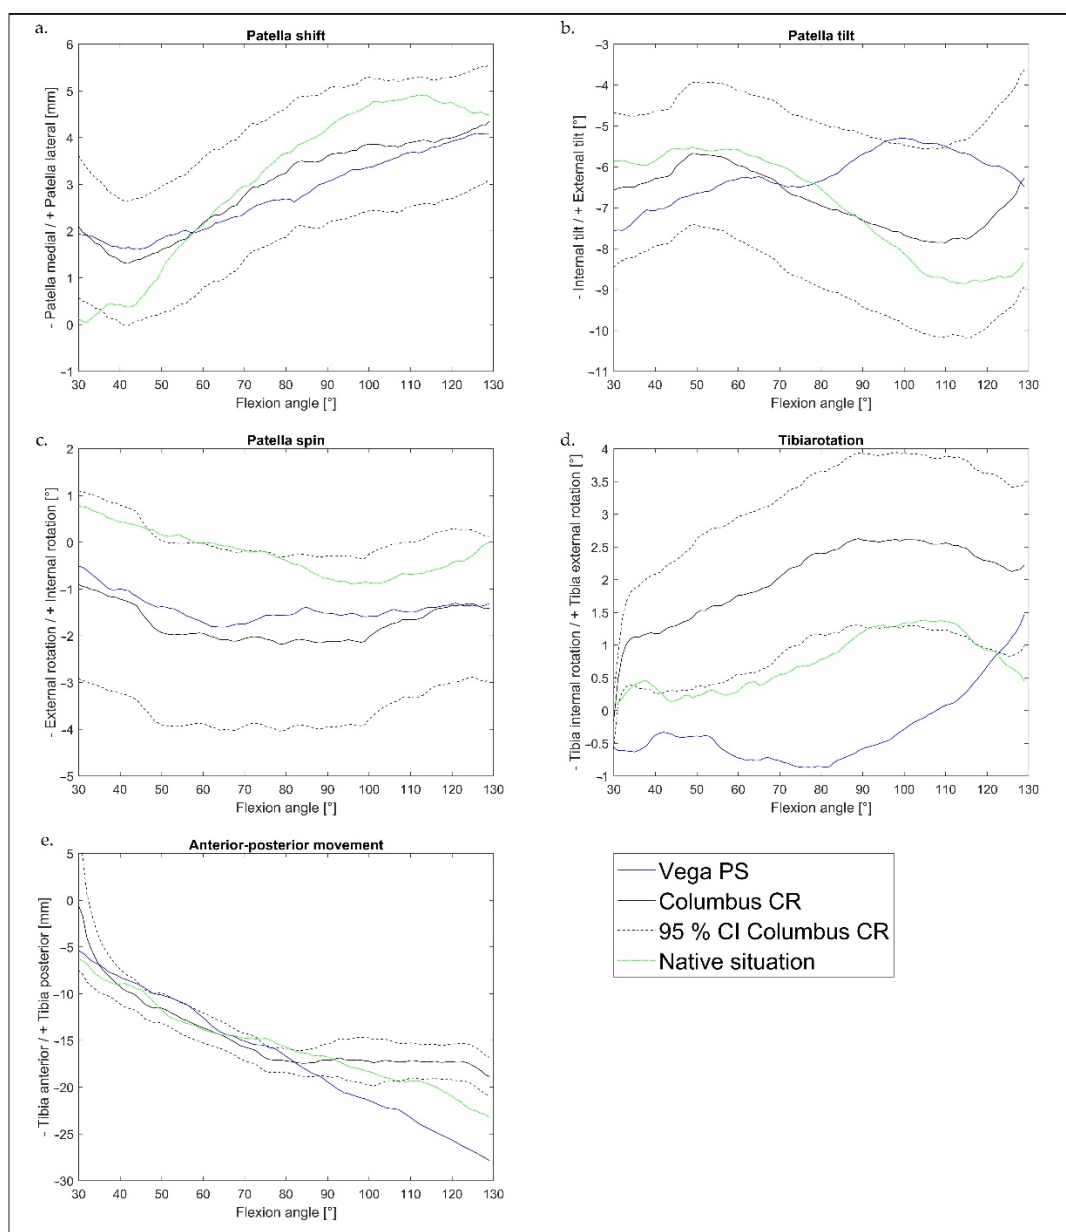 a.
Patella shift
- Patella medial / + Patella lateral [mm]
6
5
4
3
2
1
0
−1
30 40 50 60 70 80 90 100 110 120 130
Flexion angle [°]
b.
Patella tilt
- Internal tilt / + External tilt [°]
−3
−4
−5
−6
−7
−8
−9
−10
−11
30 40 50 60 70 80 90 100 110 120 130
Flexion angle [°]
c.
Patella spin
- External rotation / + Internal rotation [°]
2
1
0
−1
−2
−3
−4
−5
30 40 50 60 70 80 90 100 110 120 130
Flexion angle [°]
d.
Tibiarotation
- Tibia internal rotation / + Tibia external rotation [°]
4
3.5
3
2.5
2
1.5
1
0.5
0
−0.5
−1
30 40 50 60 70 80 90 100 110 120 130
Flexion angle [°]
e.
Anterior-posterior movement
- Tibia anterior / + Tibia posterior [mm]
5
0
−5
−10
−15
−20
−25
−30
30 40 50 60 70 80 90 100 110 120 130
Flexion angle [°]
Vega PS
Columbus CR
95 % CI Columbus CR
Native situation